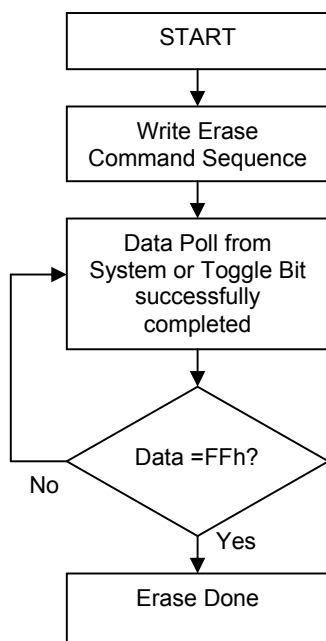 START
Write Erase
Command Sequence
Data Poll from
System or Toggle Bit
successfully
completed
Data =FFh?
No
Yes
Erase Done